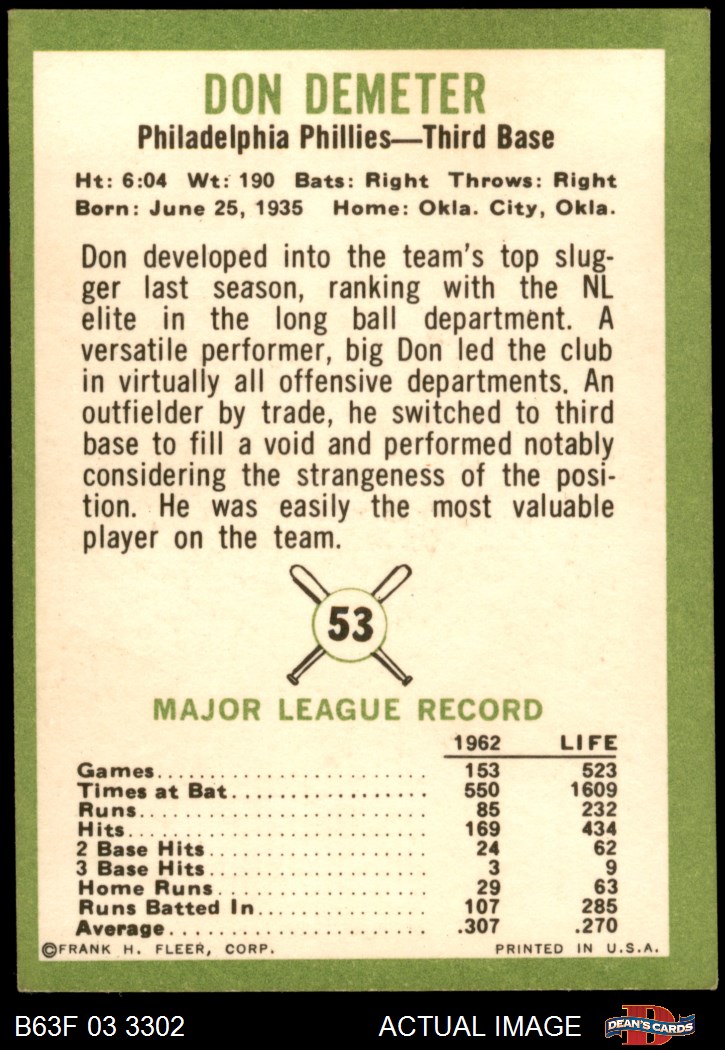 DON DEMETER
Philadelphia Phillies—Third Base
Ht: 6:04 Wt: 190 Bats: Right Throws: Right
Born: June 25, 1935 Home: Okla. City, Okla.
Don developed into the team's top slug-
ger last season, ranking with the NL
elite in the long ball department. A
versatile performer, big Don led the club
in virtually all offensive departments. An
outfielder by trade, he switched to third
base to fill a void and performed notably
considering the strangeness of the posi-
tion. He was easily the most valuable
player on the team.
53
MAJOR LEAGUE RECORD
1962 LIFE
Games........................ 153 523
Times at Bat................. 550 1609
Runs......................... 85 232
Hits.......................... 169 434
2 Base Hits................... 24 62
3 Base Hits................... 3 9
Home Runs.................. 29 63
Runs Batted In.............. 107 285
Average...................... .307 .270
©FRANK H. FLEER, CORP. PRINTED IN U.S.A.
B63F 03 3302 ACTUAL IMAGE D DEAN'S CARDS